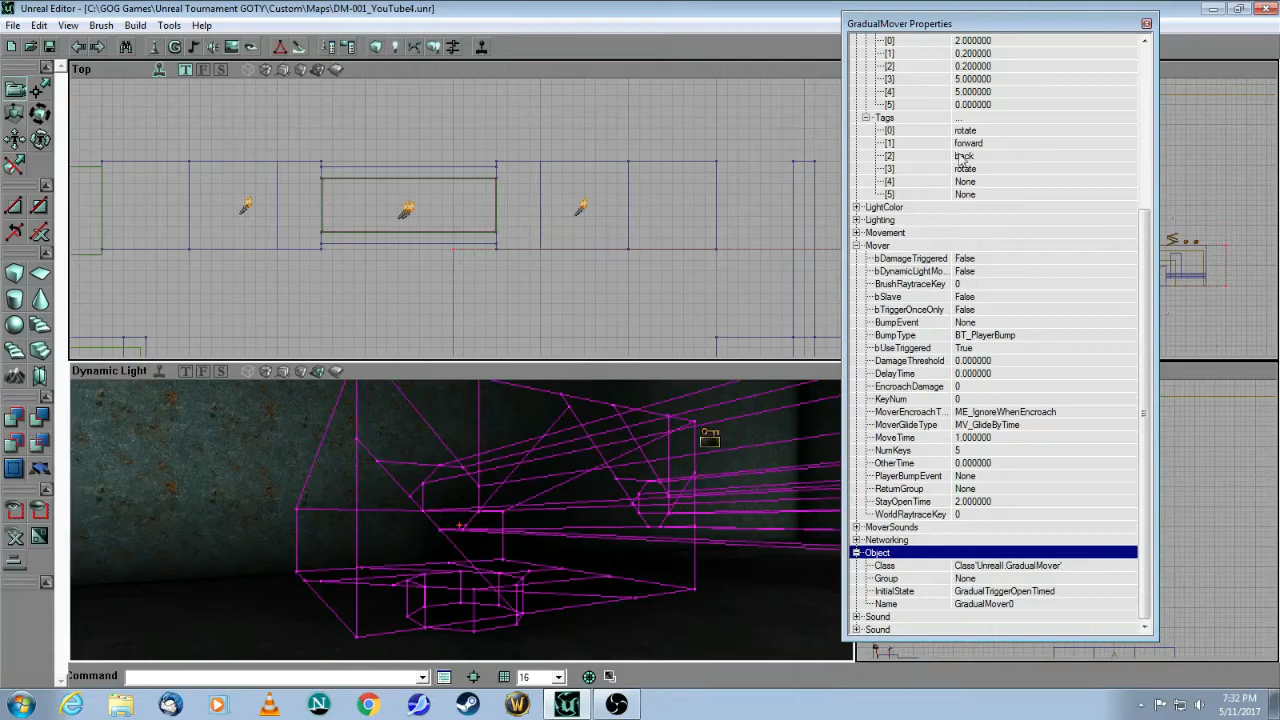 Unreal Editor - [C:\GOG Games\Unreal Tournament GOTY\Custom\Maps\DM-001_YouTube4.unr]
File Edit View Brush Build Tools Help
Top
T F S
Dynamic Light
T F S
GradualMover Properties
[0] 2.000000
[1] 0.200000
[2] 0.200000
[3] 5.000000
[4] 5.000000
[5] 0.000000
Tags ...
[0] rotate
[1] forward
[2] back
[3] rotate
[4] None
[5] None
LightColor
Lighting
Movement
Mover
bDamageTriggered False
bDynamicLightMo... False
BrushRaytraceKey 0
bSlave False
bTriggerOnceOnly False
BumpEvent None
BumpType BT_PlayerBump
bUseTriggered True
DamageThreshold 0.000000
DelayTime 0.000000
EncroachDamage 0
KeyNum 0
MoverEncroachT... ME_IgnoreWhenEncroach
MoverGlideType MV_GlideByTime
MoveTime 1.000000
NumKeys 5
OtherTime 0.000000
PlayerBumpEvent None
ReturnGroup None
StayOpenTime 2.000000
WorldRaytraceKey 0
MoverSounds
Networking
Object
Class Class'UnrealI.GradualMover'
Group None
InitialState GradualTriggerOpenTimed
Name GradualMover0
Sound
Sound
Command
16
7:32 PM
5/11/2017